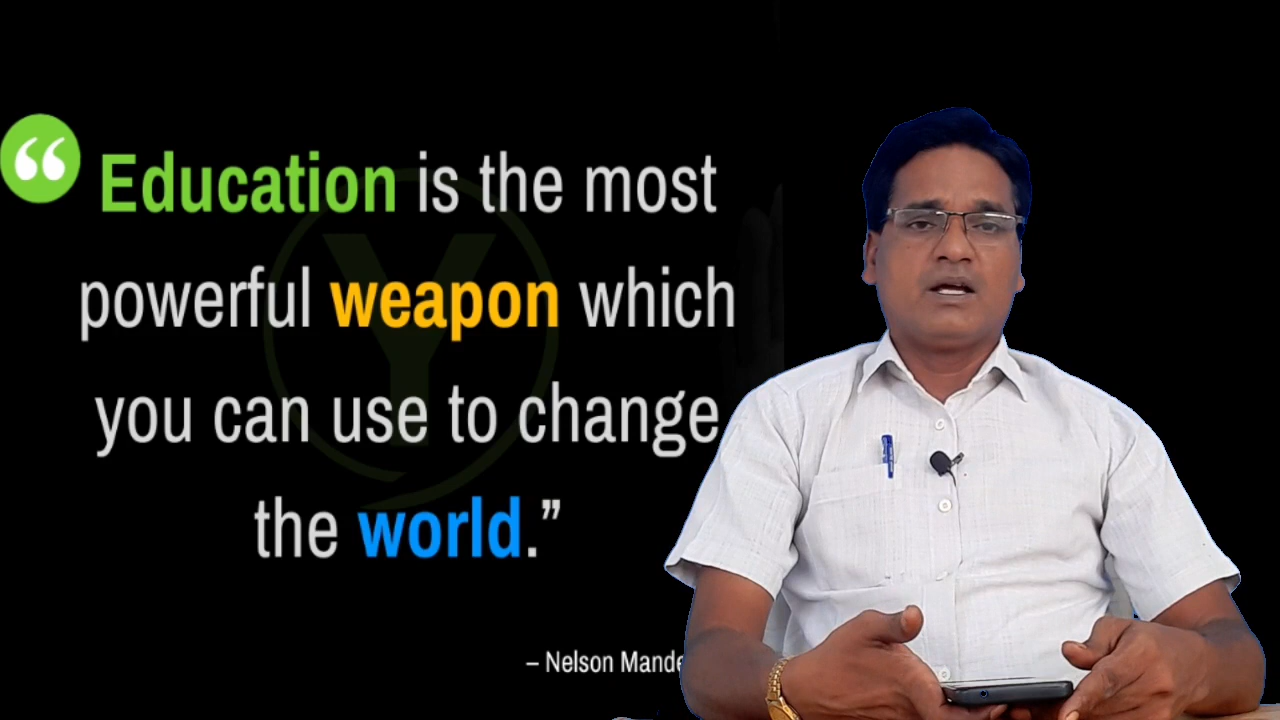 “ Education is the most
powerful weapon which
you can use to change
the world.”
– Nelson Mande
Y